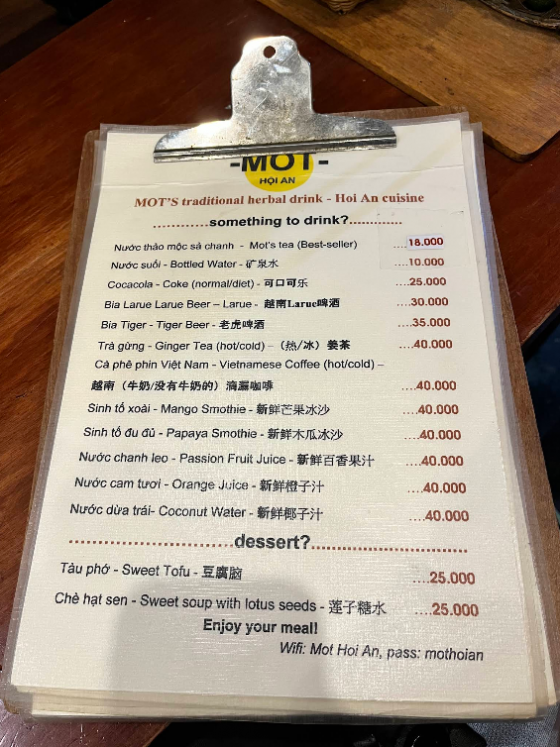 -MOT-
HỘI AN
MOT'S traditional herbal drink - Hoi An cuisine
............something to drink?.............
Nước thảo mộc sả chanh - Mot's tea (Best-seller) ....18.000
Nước suối - Bottled Water - 矿泉水 ....10.000
Cocacola - Coke (normal/diet) - 可口可乐 ....25.000
Bia Larue Larue Beer – Larue - 越南Larue啤酒 ....30.000
Bia Tiger - Tiger Beer - 老虎啤酒 ....35.000
Trà gừng - Ginger Tea (hot/cold) – （热/冰）姜茶 ....40.000
Cà phê phin Việt Nam - Vietnamese Coffee (hot/cold) –
越南（牛奶/没有牛奶的）滴漏咖啡 ....40.000
Sinh tố xoài - Mango Smothie - 新鲜芒果冰沙 ....40.000
Sinh tố đu đủ - Papaya Smothie - 新鲜木瓜冰沙 ....40.000
Nước chanh leo - Passion Fruit Juice - 新鲜百香果汁 ....40.000
Nước cam tươi - Orange Juice - 新鲜橙子汁 ....40.000
Nước dừa trái- Coconut Water - 新鲜椰子汁 ....40.000
..........................dessert?.........................
Tàu phớ - Sweet Tofu - 豆腐脑 ....25.000
Chè hạt sen - Sweet soup with lotus seeds - 莲子糖水 ....25.000
Enjoy your meal!
Wifi: Mot Hoi An, pass: mothoian